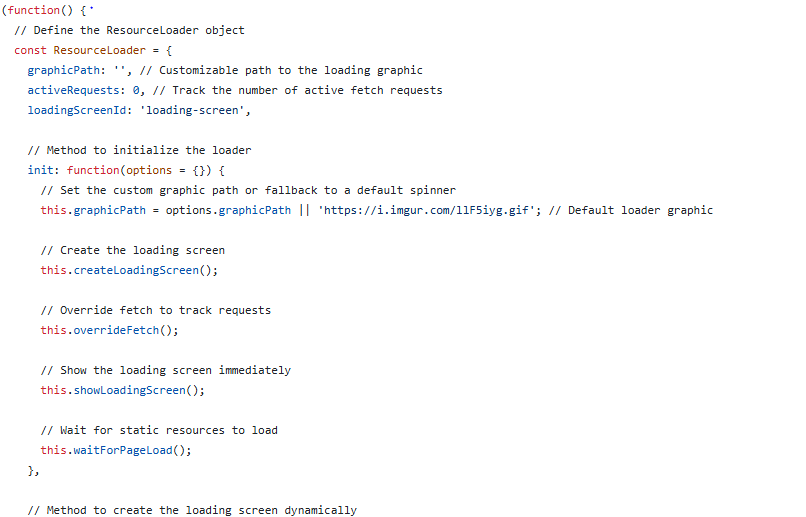 (function() {
// Define the ResourceLoader object
const ResourceLoader = {
graphicPath: '', // Customizable path to the loading graphic
activeRequests: 0, // Track the number of active fetch requests
loadingScreenId: 'loading-screen',
// Method to initialize the loader
init: function(options = {}) {
// Set the custom graphic path or fallback to a default spinner
this.graphicPath = options.graphicPath || 'https://i.imgur.com/llF5iyg.gif'; // Default loader graphic
// Create the loading screen
this.createLoadingScreen();
// Override fetch to track requests
this.overrideFetch();
// Show the loading screen immediately
this.showLoadingScreen();
// Wait for static resources to load
this.waitForPageLoad();
},
// Method to create the loading screen dynamically